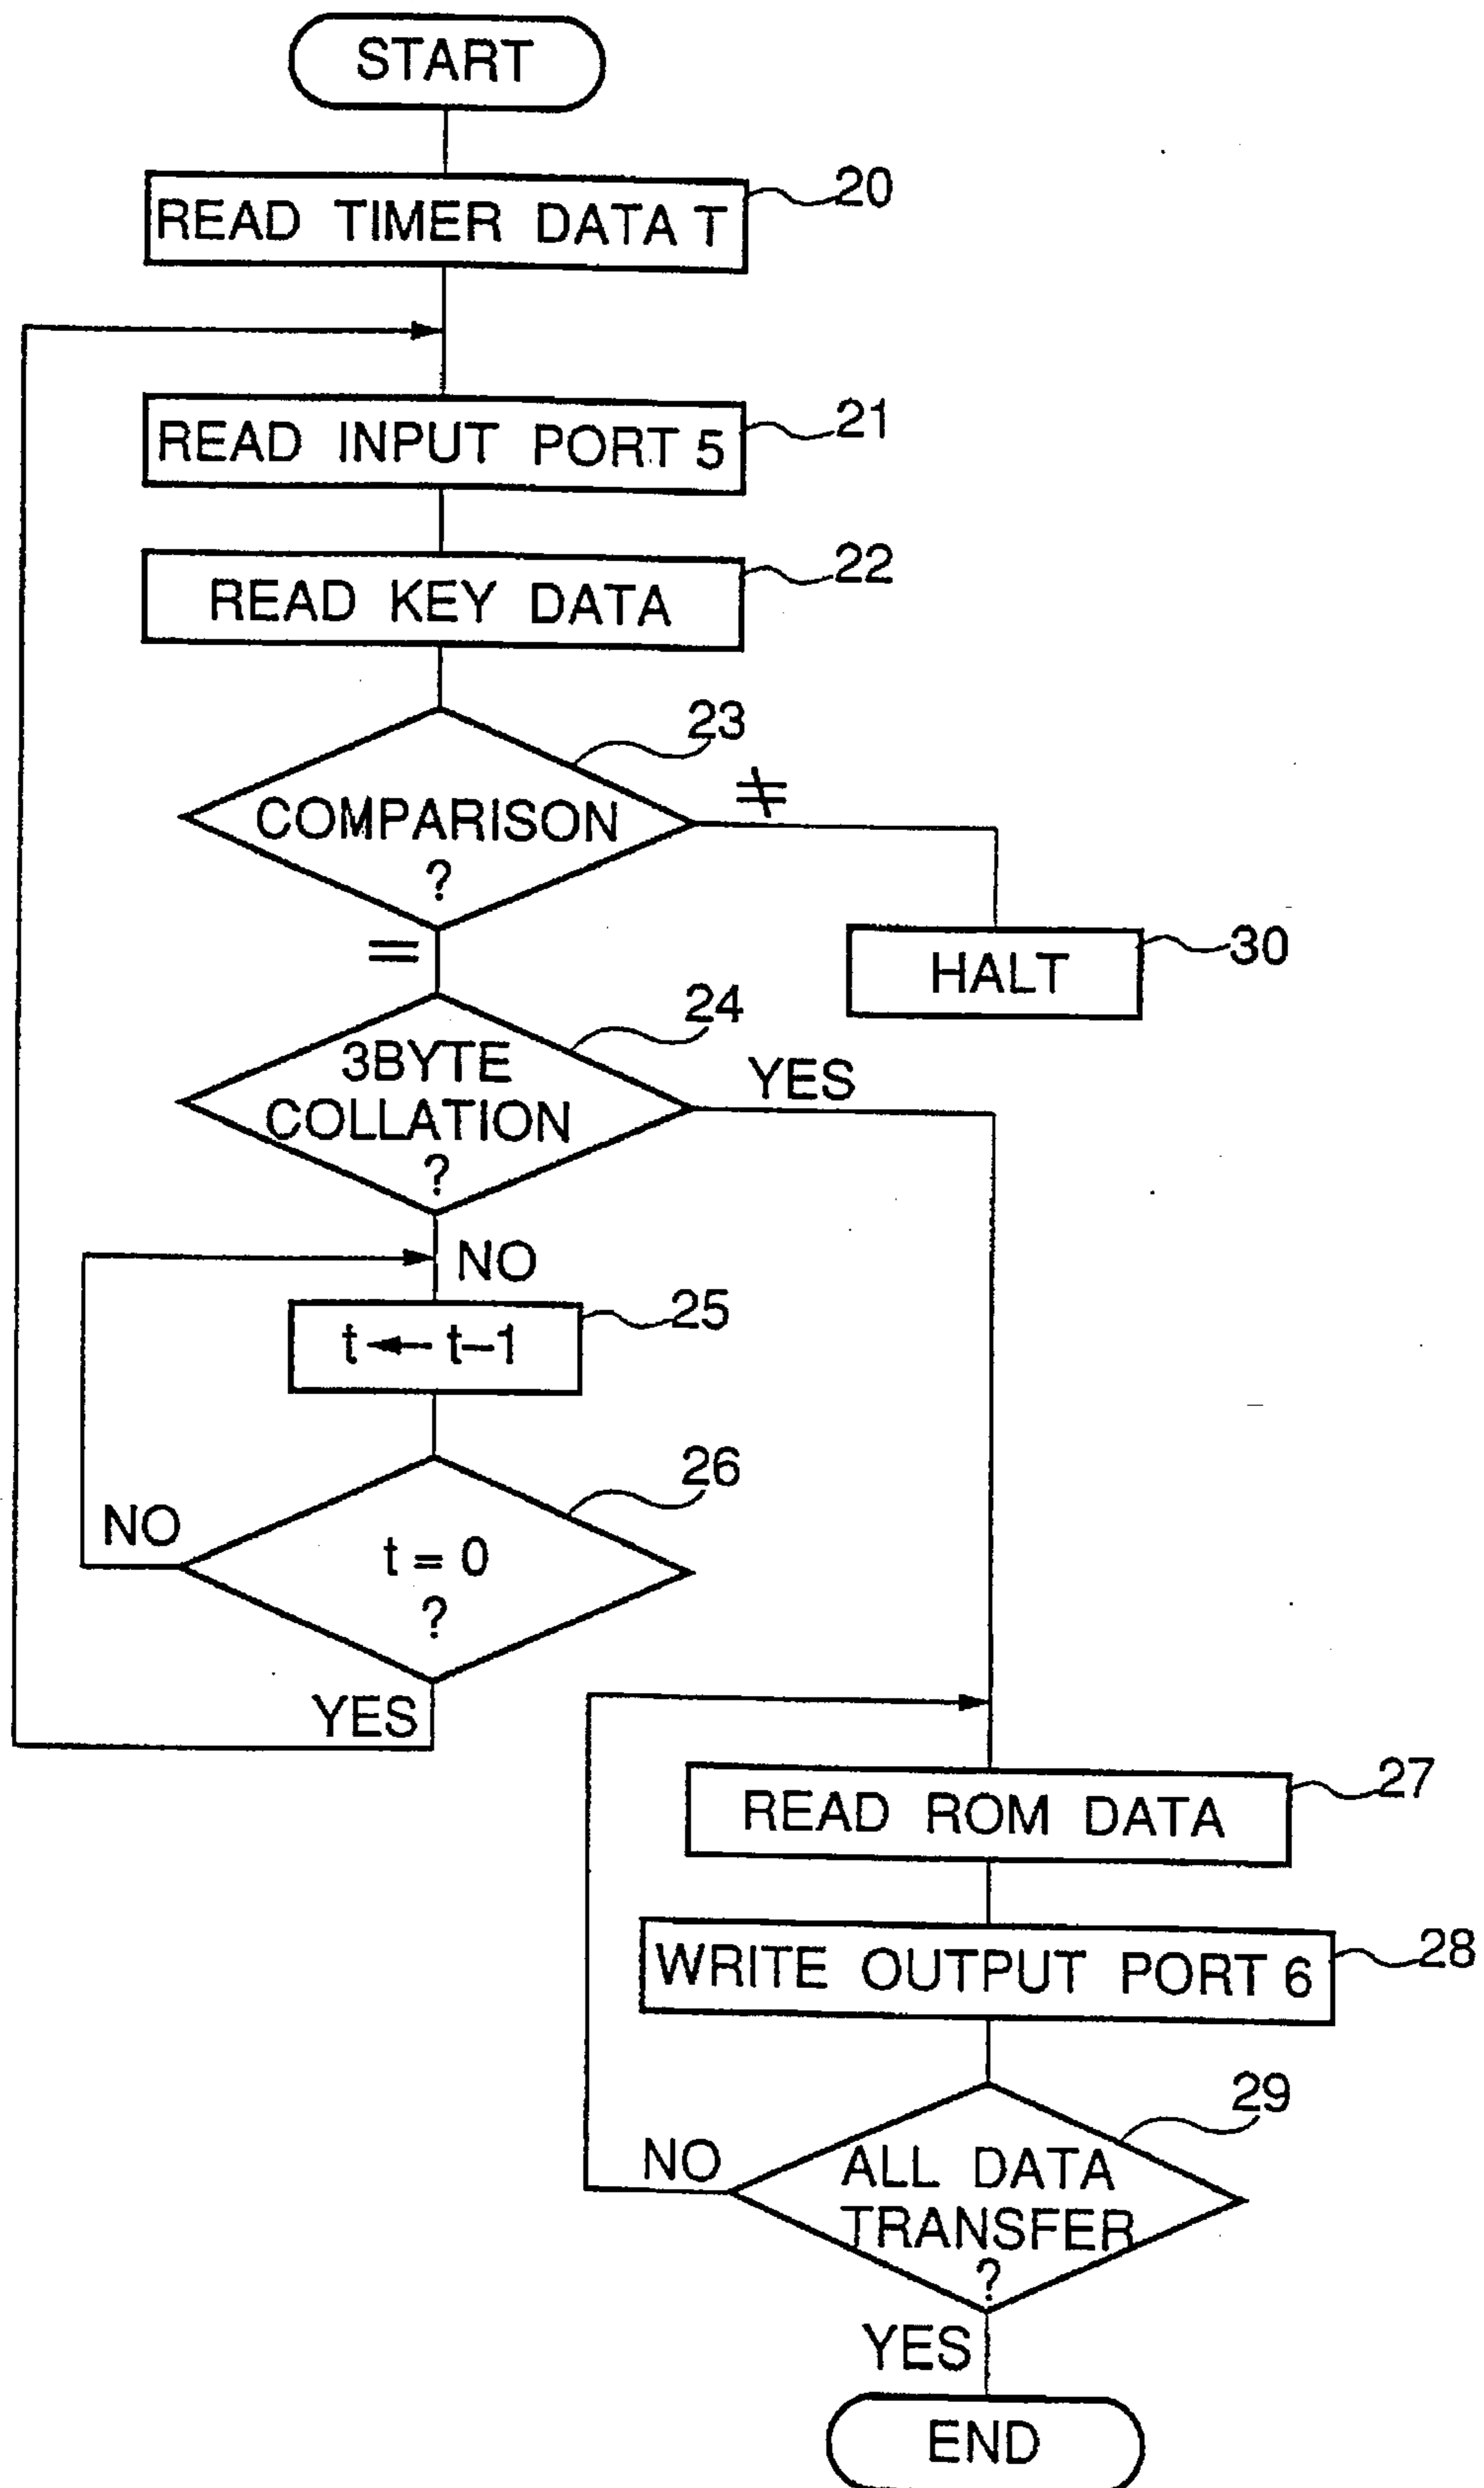 START
READ TIMER DATA T
20
READ INPUT PORT 5
21
READ KEY DATA
22
23
COMPARISON
?
≠
=
HALT
30
24
3BYTE
COLLATION
?
YES
NO
25
t ← t–1
26
NO
t = 0
?
YES
READ ROM DATA
27
WRITE OUTPUT PORT 6
28
29
NO
ALL DATA
TRANSFER
?
YES
END